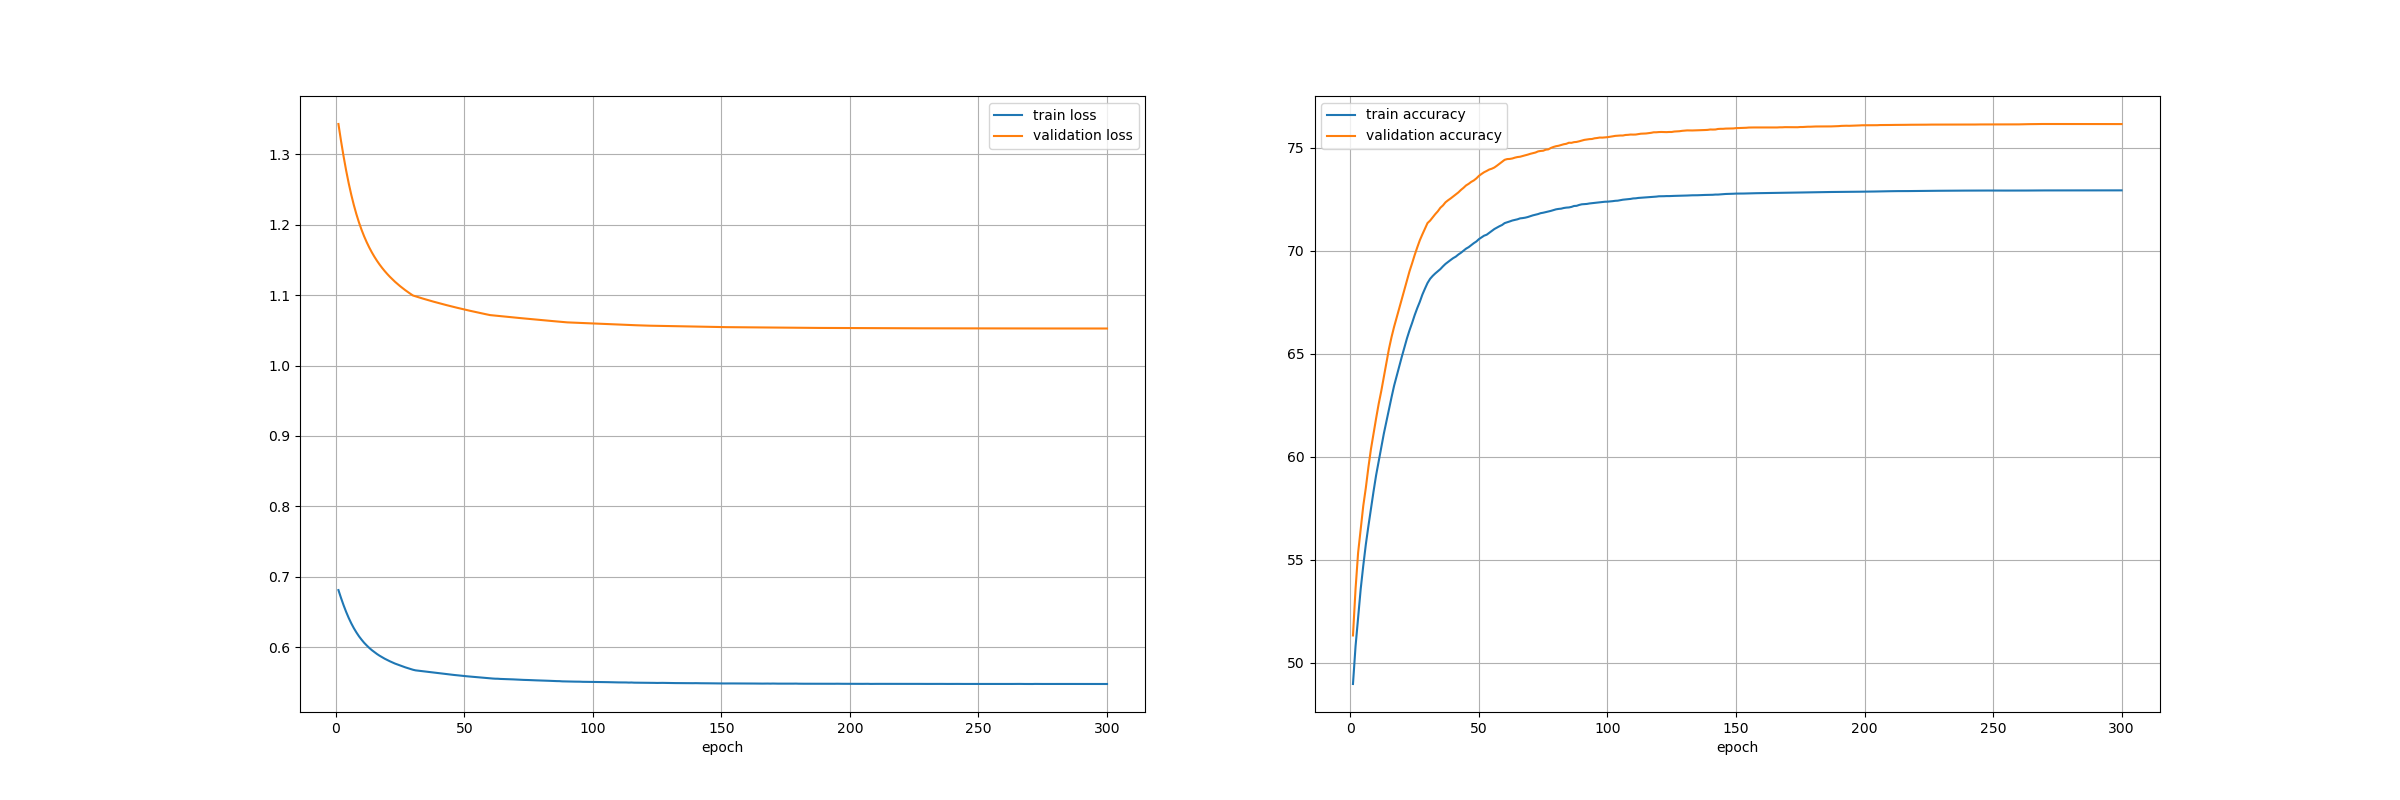 train loss
validation loss
1.3
1.2
1.1
1.0
0.9
0.8
0.7
0.6
0 50 100 150 200 250 300
epoch
train accuracy
validation accuracy
75
70
65
60
55
50
0 50 100 150 200 250 300
epoch